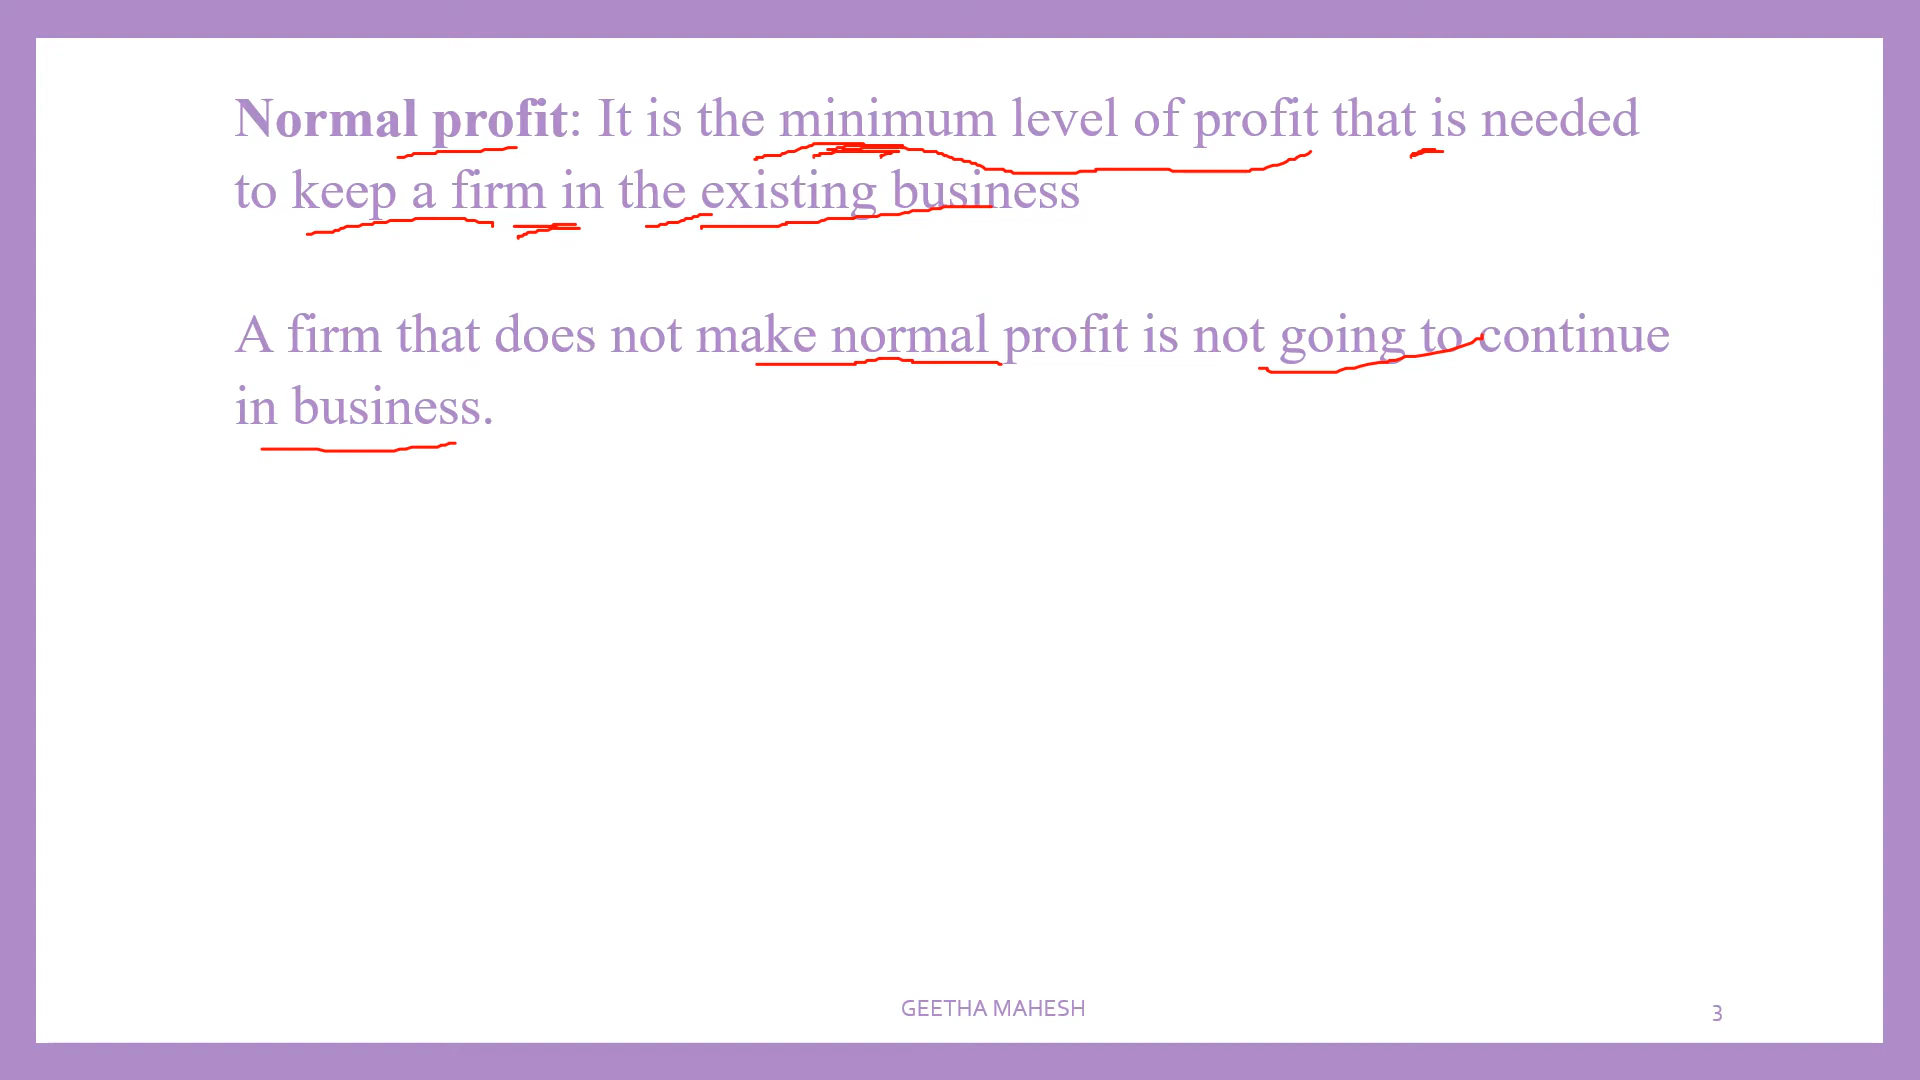 Normal profit: It is the minimum level of profit that is needed
to keep a firm in the existing business
A firm that does not make normal profit is not going to continue
in business.
GEETHA MAHESH
3